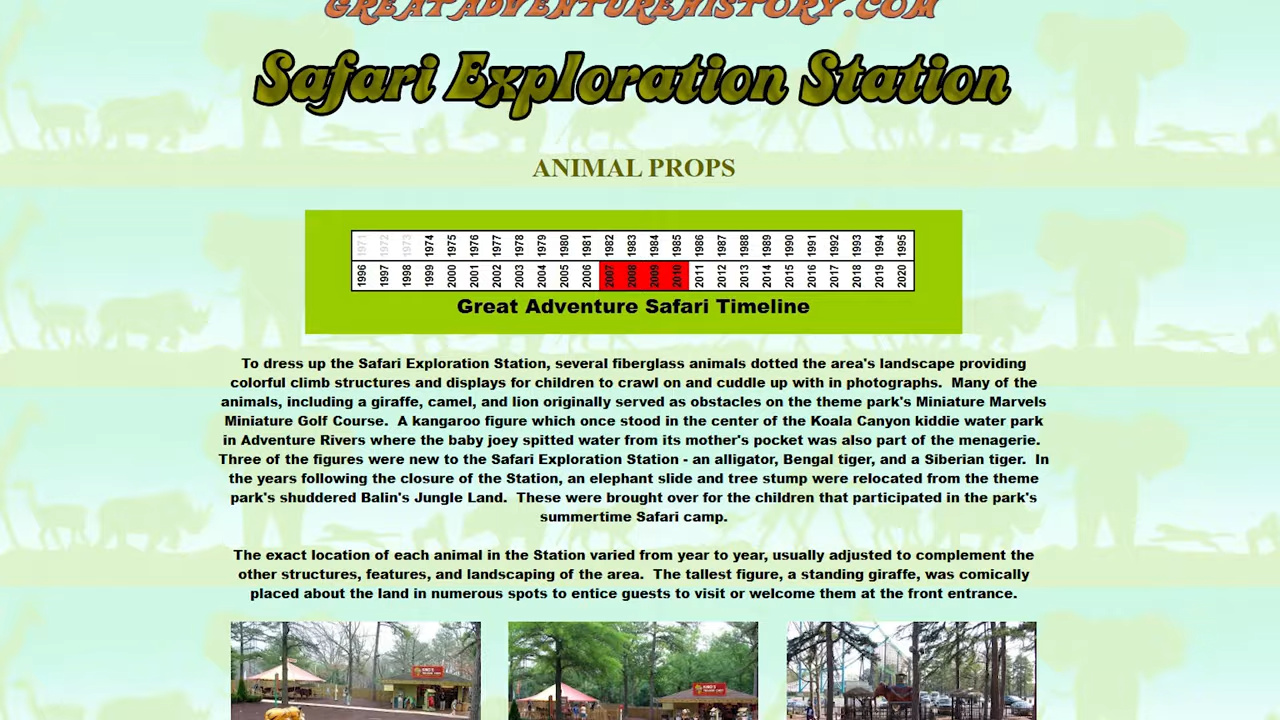 GREATADVENTUREHISTORY.COM
Safari Exploration Station
ANIMAL PROPS
1971 1972 1973 1974 1975 1976 1977 1978 1979 1980 1981 1982 1983 1984 1985 1986 1987 1988 1989 1990 1991 1992 1993 1994 1995
1996 1997 1998 1999 2000 2001 2002 2003 2004 2005 2006 2007 2008 2009 2010 2011 2012 2013 2014 2015 2016 2017 2018 2019 2020
Great Adventure Safari Timeline
To dress up the Safari Exploration Station, several fiberglass animals dotted the area's landscape providing
colorful climb structures and displays for children to crawl on and cuddle up with in photographs.  Many of the
animals, including a giraffe, camel, and lion originally served as obstacles on the theme park's Miniature Marvels
Miniature Golf Course.  A kangaroo figure which once stood in the center of the Koala Canyon kiddie water park
in Adventure Rivers where the baby joey spitted water from its mother's pocket was also part of the menagerie.
Three of the figures were new to the Safari Exploration Station - an alligator, Bengal tiger, and a Siberian tiger.  In
the years following the closure of the Station, an elephant slide and tree stump were relocated from the theme
park's shuddered Balin's Jungle Land.  These were brought over for the children that participated in the park's
summertime Safari camp.
The exact location of each animal in the Station varied from year to year, usually adjusted to complement the
other structures, features, and landscaping of the area.  The tallest figure, a standing giraffe, was comically
placed about the land in numerous spots to entice guests to visit or welcome them at the front entrance.